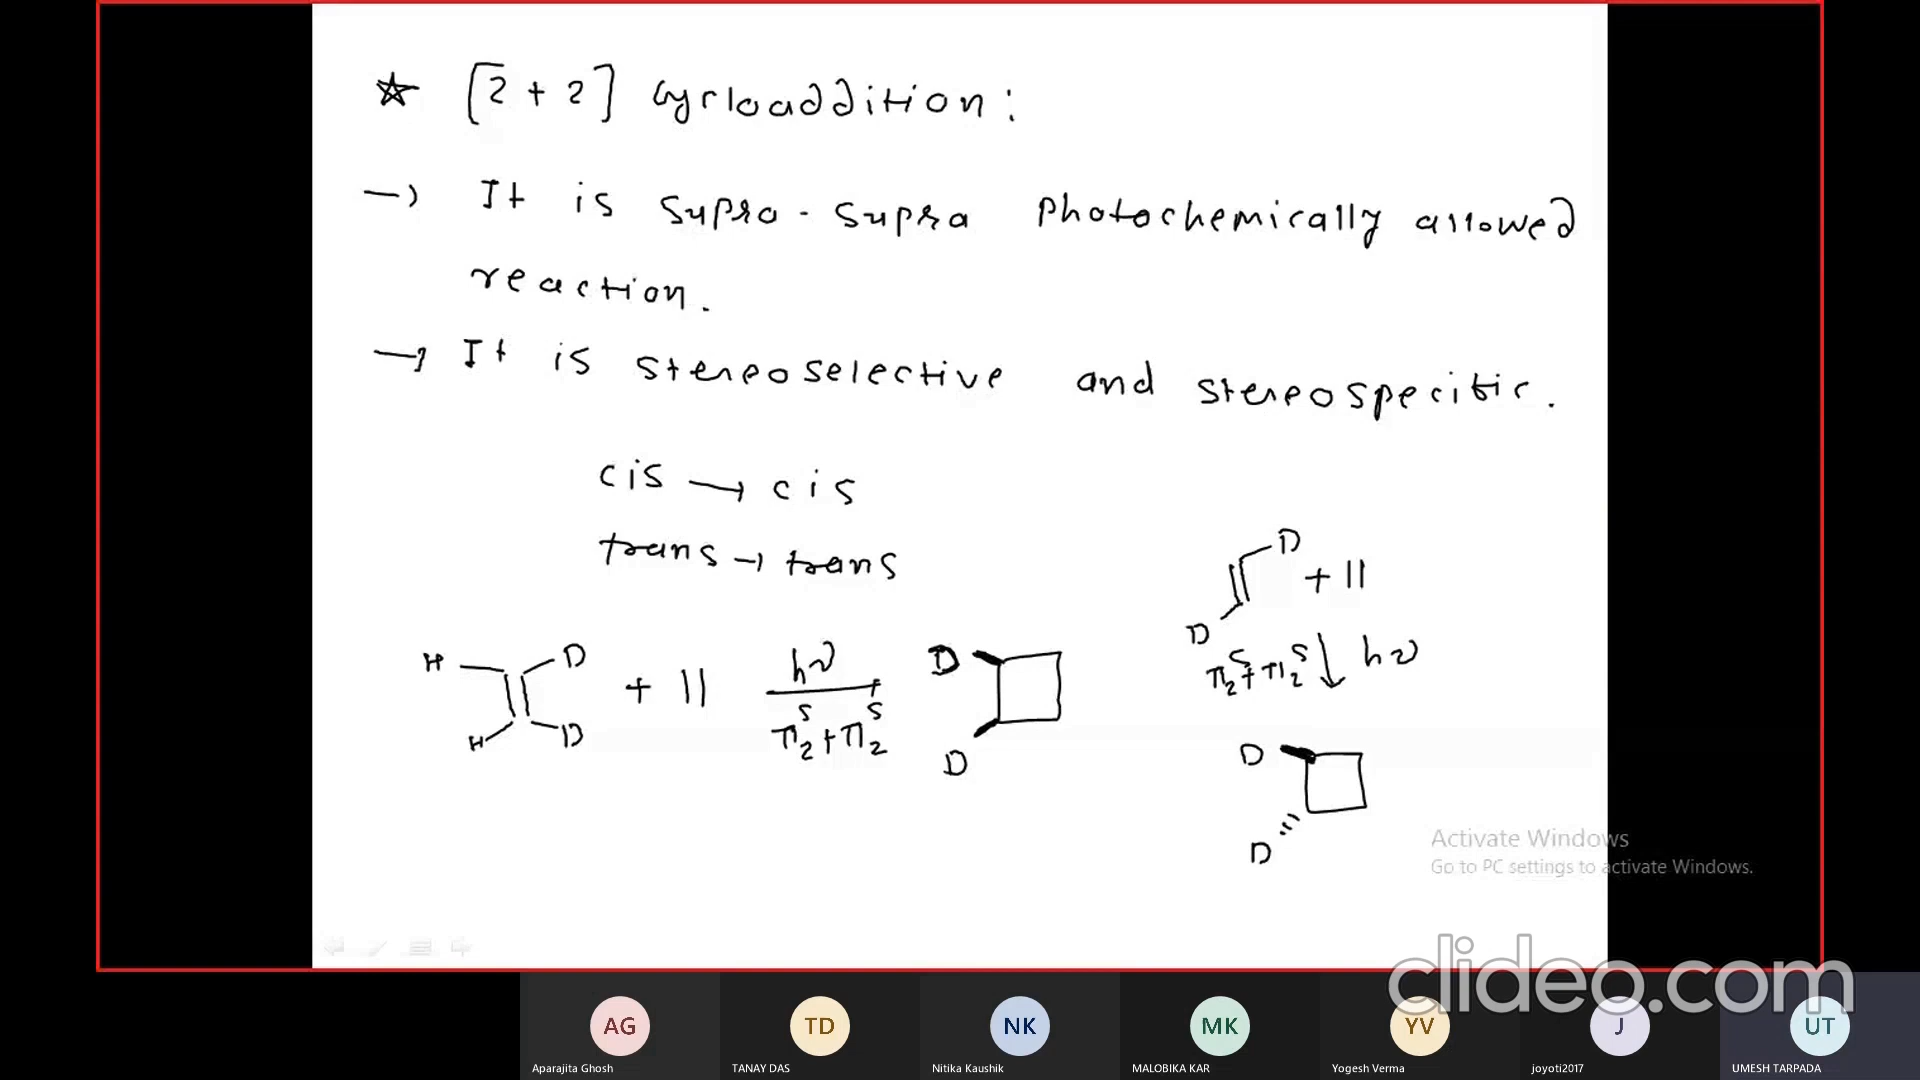 ☆ [2 + 2] cycloaddition:
→ It is supra-supra photochemically allowed
reaction.
→ It is stereoselective and stereospecific.
cis → cis
trans → trans
D + ||
D
π2s + π2s ↓ hν
H D + || hν D
H D π2s + π2s D
D
D
Activate Windows
Go to PC settings to activate Windows.
clideo.com
AG TD NK MK YV J UT
Aparajita Ghosh TANAY DAS Nitika Kaushik MALOBIKA KAR Yogesh Verma joyoti2017 UMESH TARPADA